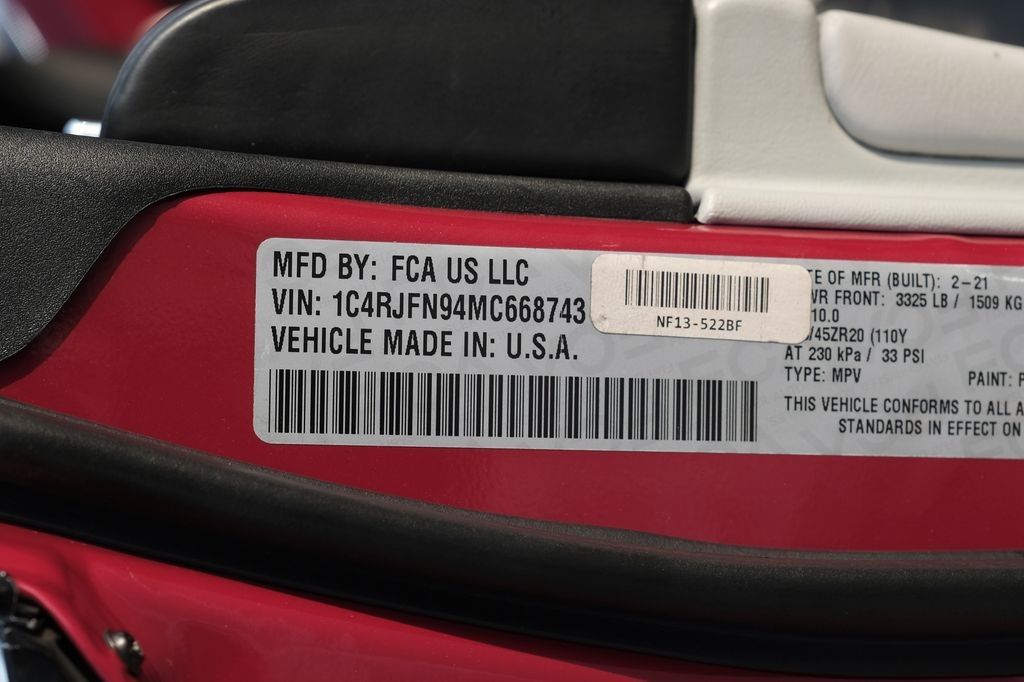 MFD BY: FCA US LLC
VIN: 1C4RJFN94MC668743
VEHICLE MADE IN: U.S.A.
NF13-522BF
OF MFR (BUILT): 2-21
FRONT: 3325 LB / 1509 KG
10.0
/45ZR20 (110Y
AT 230 kPa / 33 PSI
TYPE: MPV
PAINT:
THIS VEHICLE CONFORMS TO ALL
STANDARDS IN EFFECT ON